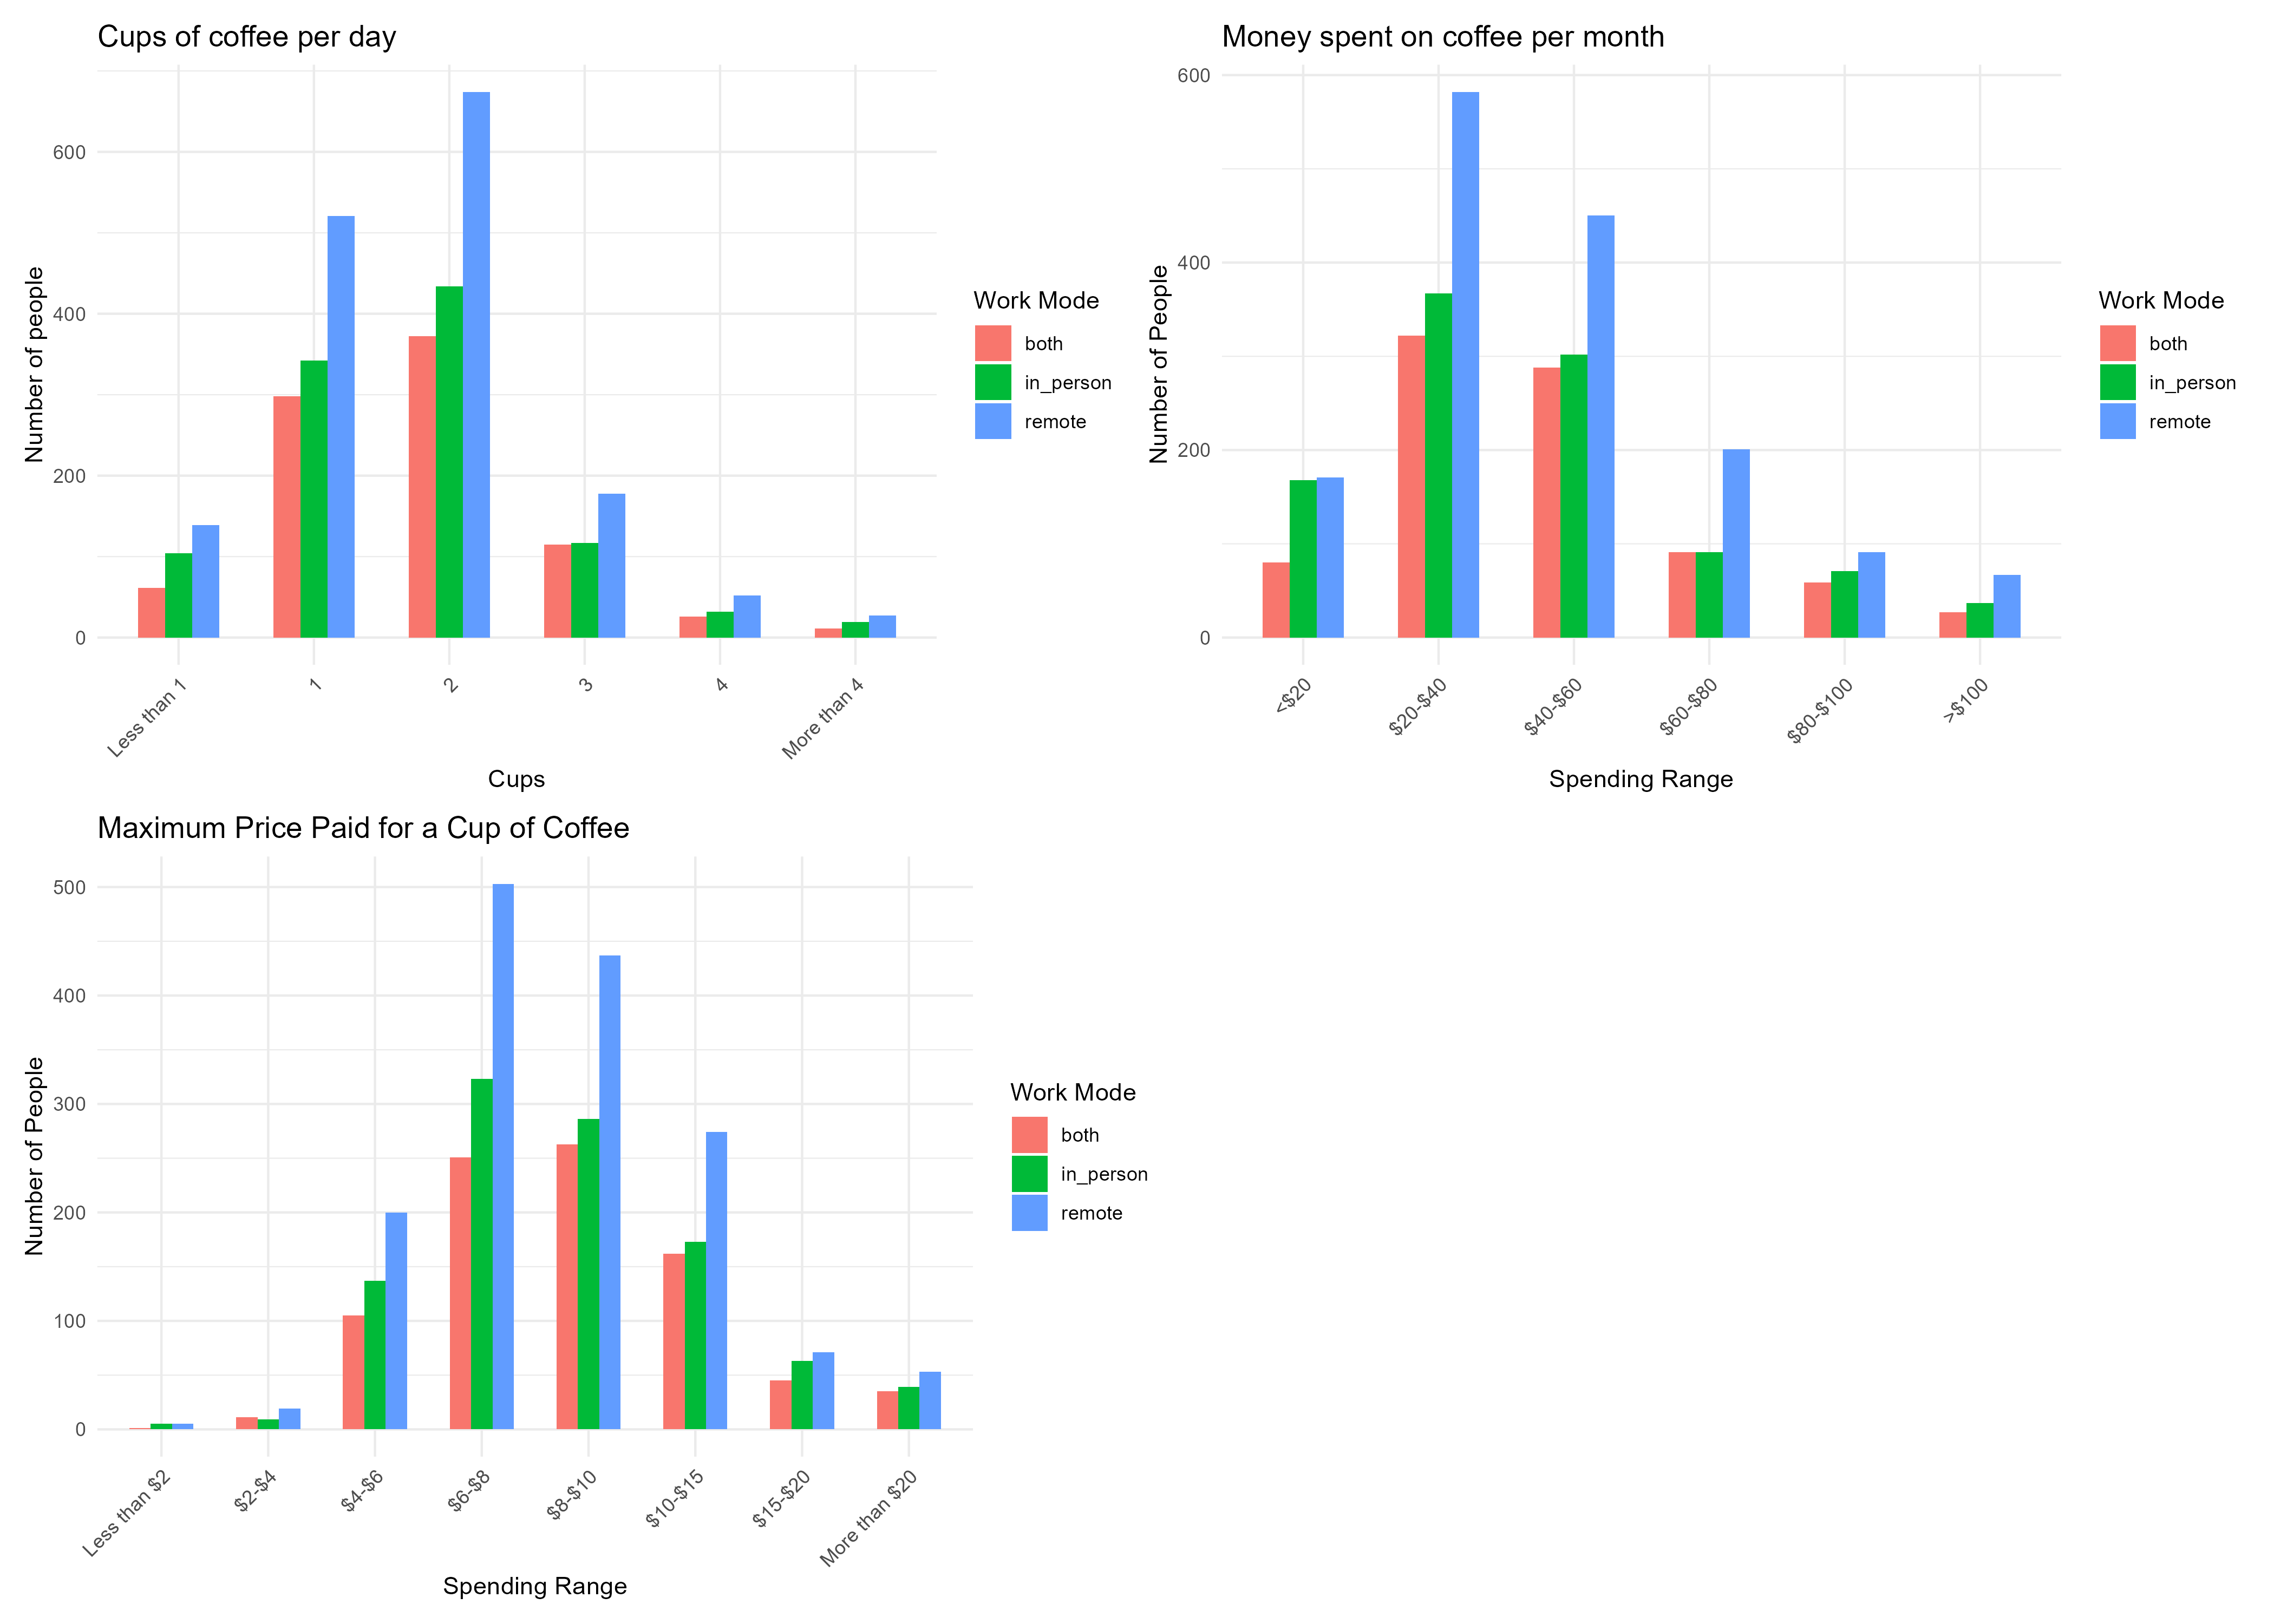 Cups of coffee per day
Number of people
600
400
200
0
Less than 1
1
2
3
4
More than 4
Cups
Work Mode
both
in_person
remote
Money spent on coffee per month
Number of People
600
400
200
0
<$20
$20-$40
$40-$60
$60-$80
$80-$100
>$100
Spending Range
Work Mode
both
in_person
remote
Maximum Price Paid for a Cup of Coffee
Number of People
500
400
300
200
100
0
Less than $2
$2-$4
$4-$6
$6-$8
$8-$10
$10-$15
$15-$20
More than $20
Spending Range
Work Mode
both
in_person
remote